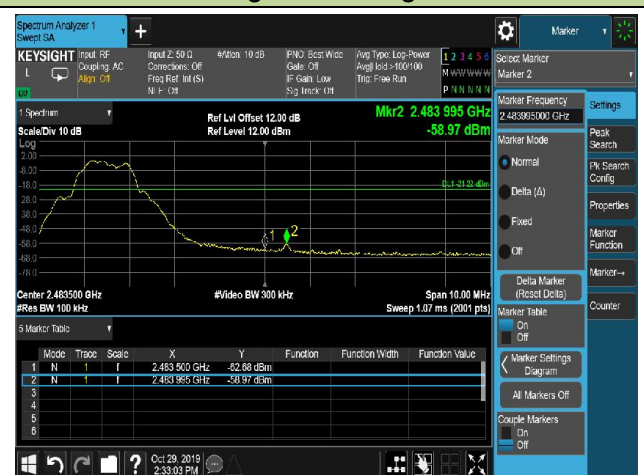 Spectrum Analyzer 1
Swept SA
Marker
KEYSIGHT
Input: RF
Coupling: AC
Align: Off
Input Z: 50 Ω
Corrections: Off
Freq Ref: Int (S)
NFE: Off
#Atten: 10 dB
PNO: Best Wide
Gate: Off
IF Gain: Low
Sig Track: Off
Avg Type: Log-Power
Avg|Hold >100/100
Trig: Free Run
1 2 3 4 5 6
M W W W W W
P N N N N N
L
Select Marker
Marker 2
1 Spectrum
Scale/Div 10 dB
Log
Ref Lvl Offset 12.00 dB
Ref Level 12.00 dBm
Mkr2 2.483 995 GHz
-58.97 dBm
2.00
-8.00
-18.0
-28.0
-38.0
-48.0
-58.0
-68.0
-78.0
DL1 -21.22 dBm
1
2
Center 2.483500 GHz
#Res BW 100 kHz
#Video BW 300 kHz
Span 10.00 MHz
Sweep 1.07 ms (2001 pts)
5 Marker Table
Mode Trace Scale X Y Function Function Width Function Value
1 N 1 f 2.483 500 GHz -62.68 dBm
2 N 1 f 2.483 995 GHz -58.97 dBm
3
4
5
6
Marker Frequency
2.483995000 GHz
Marker Mode
Normal
Delta (Δ)
Fixed
Off
Delta Marker
(Reset Delta)
Marker Table
On
Off
Marker Settings
Diagram
All Markers Off
Couple Markers
On
Off
Settings
Peak
Search
Pk Search
Config
Properties
Marker
Function
Marker→
Counter
Oct 29, 2019
2:33:03 PM